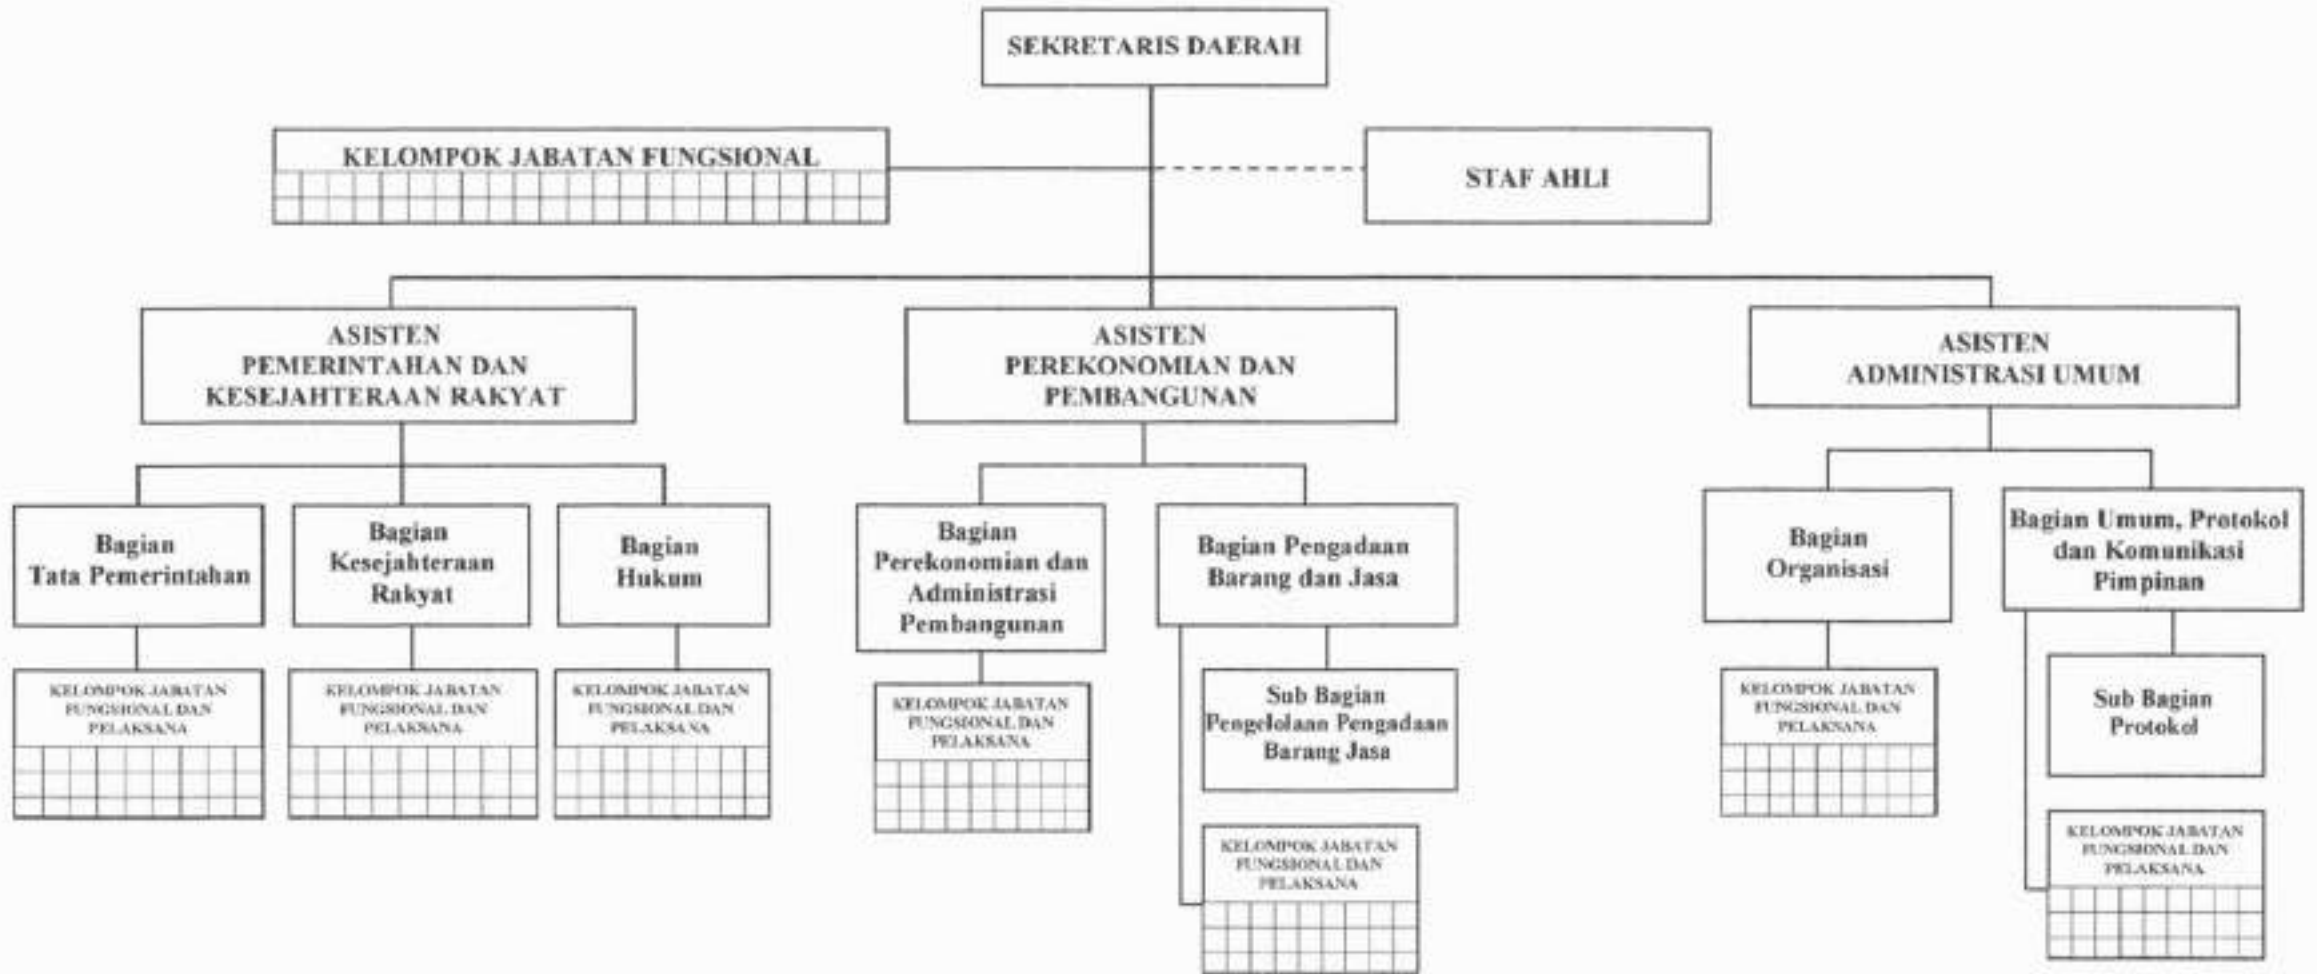 SEKRETARIS DAERAH
KELOMPOK JABATAN FUNGSIONAL
STAF AHLI
ASISTEN
PEMERINTAHAN DAN
KESEJAHTERAAN RAKYAT
ASISTEN
PEREKONOMIAN DAN
PEMBANGUNAN
ASISTEN
ADMINISTRASI UMUM
Bagian
Tata Pemerintahan
Bagian
Kesejahteraan
Rakyat
Bagian
Hukum
Bagian
Perekonomian dan
Administrasi
Pembangunan
Bagian Pengadaan
Barang dan Jasa
Bagian
Organisasi
Bagian Umum, Protokol
dan Komunikasi
Pimpinan
KELOMPOK JABATAN
FUNGSIONAL DAN
PELAKSANA
KELOMPOK JABATAN
FUNGSIONAL DAN
PELAKSANA
KELOMPOK JABATAN
FUNGSIONAL DAN
PELAKSANA
KELOMPOK JABATAN
FUNGSIONAL DAN
PELAKSANA
Sub Bagian
Pengelolaan Pengadaan
Barang Jasa
KELOMPOK JABATAN
FUNGSIONAL DAN
PELAKSANA
KELOMPOK JABATAN
FUNGSIONAL DAN
PELAKSANA
Sub Bagian
Protokol
KELOMPOK JABATAN
FUNGSIONAL DAN
PELAKSANA